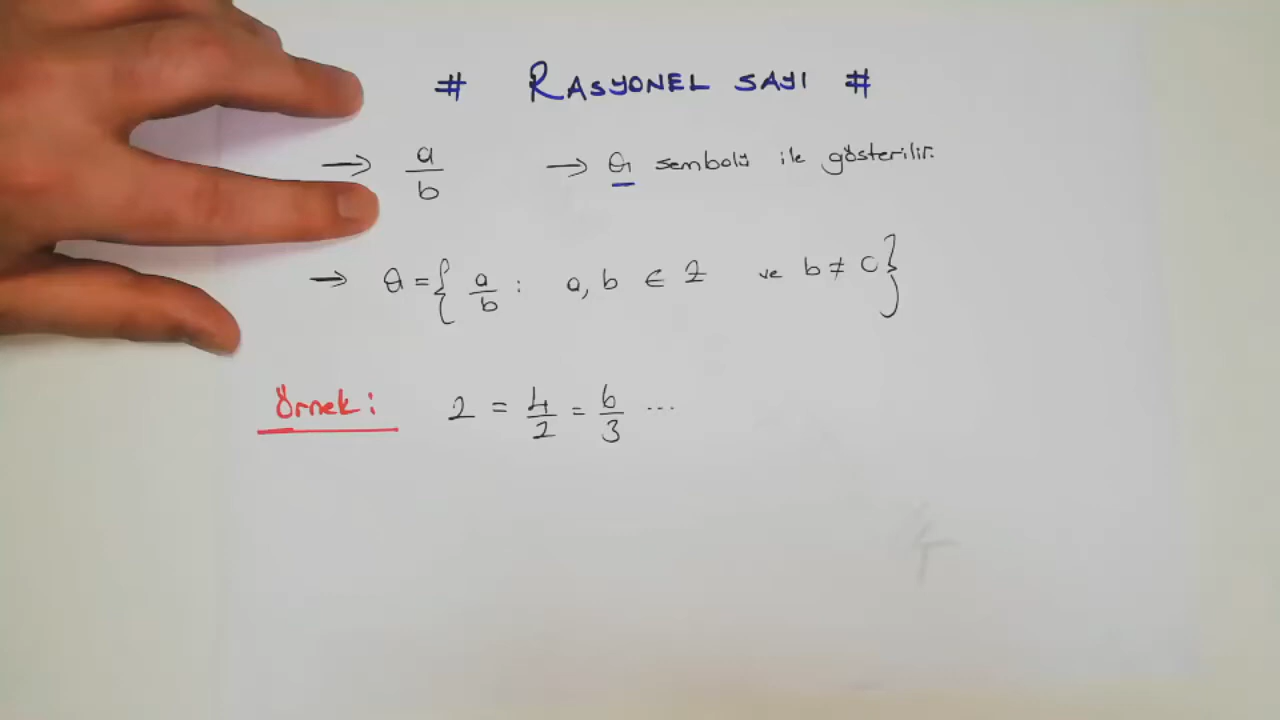 # RASYONEL SAYI #
→ a/b → Q sembolü ile gösterilir.
→ Q = { a/b : a, b ∈ Z ve b ≠ 0 }
Örnek: 2 = 4/2 = 6/3 ...